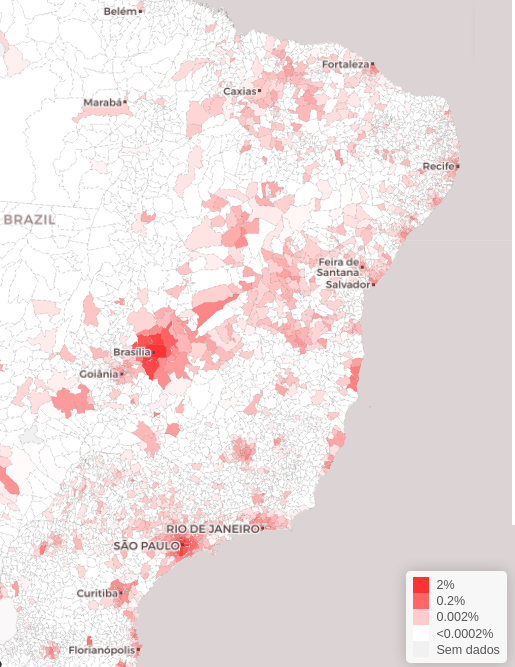 Belém
Fortaleza
Caxias
Marabá
Recife
BRAZIL
Feira de
Santana
Salvador
Brasília
Goiânia
RIO DE JANEIRO
SÃO PAULO
2%
0.2%
0.002%
<0.0002%
Sem dados
Curitiba
Florianópolis